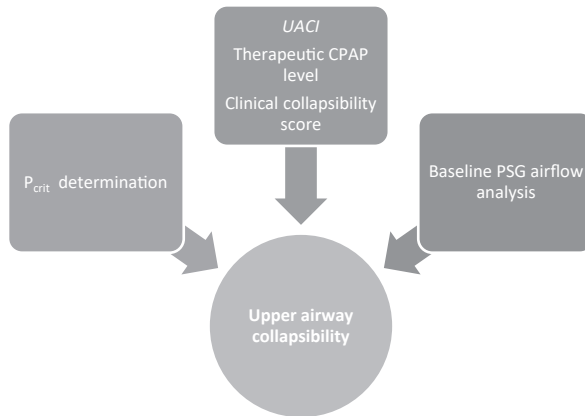 UACI
Therapeutic CPAP
level
Clinical collapsibility
score
Pcrit determination
Baseline PSG airflow
analysis
Upper airway
collapsibility